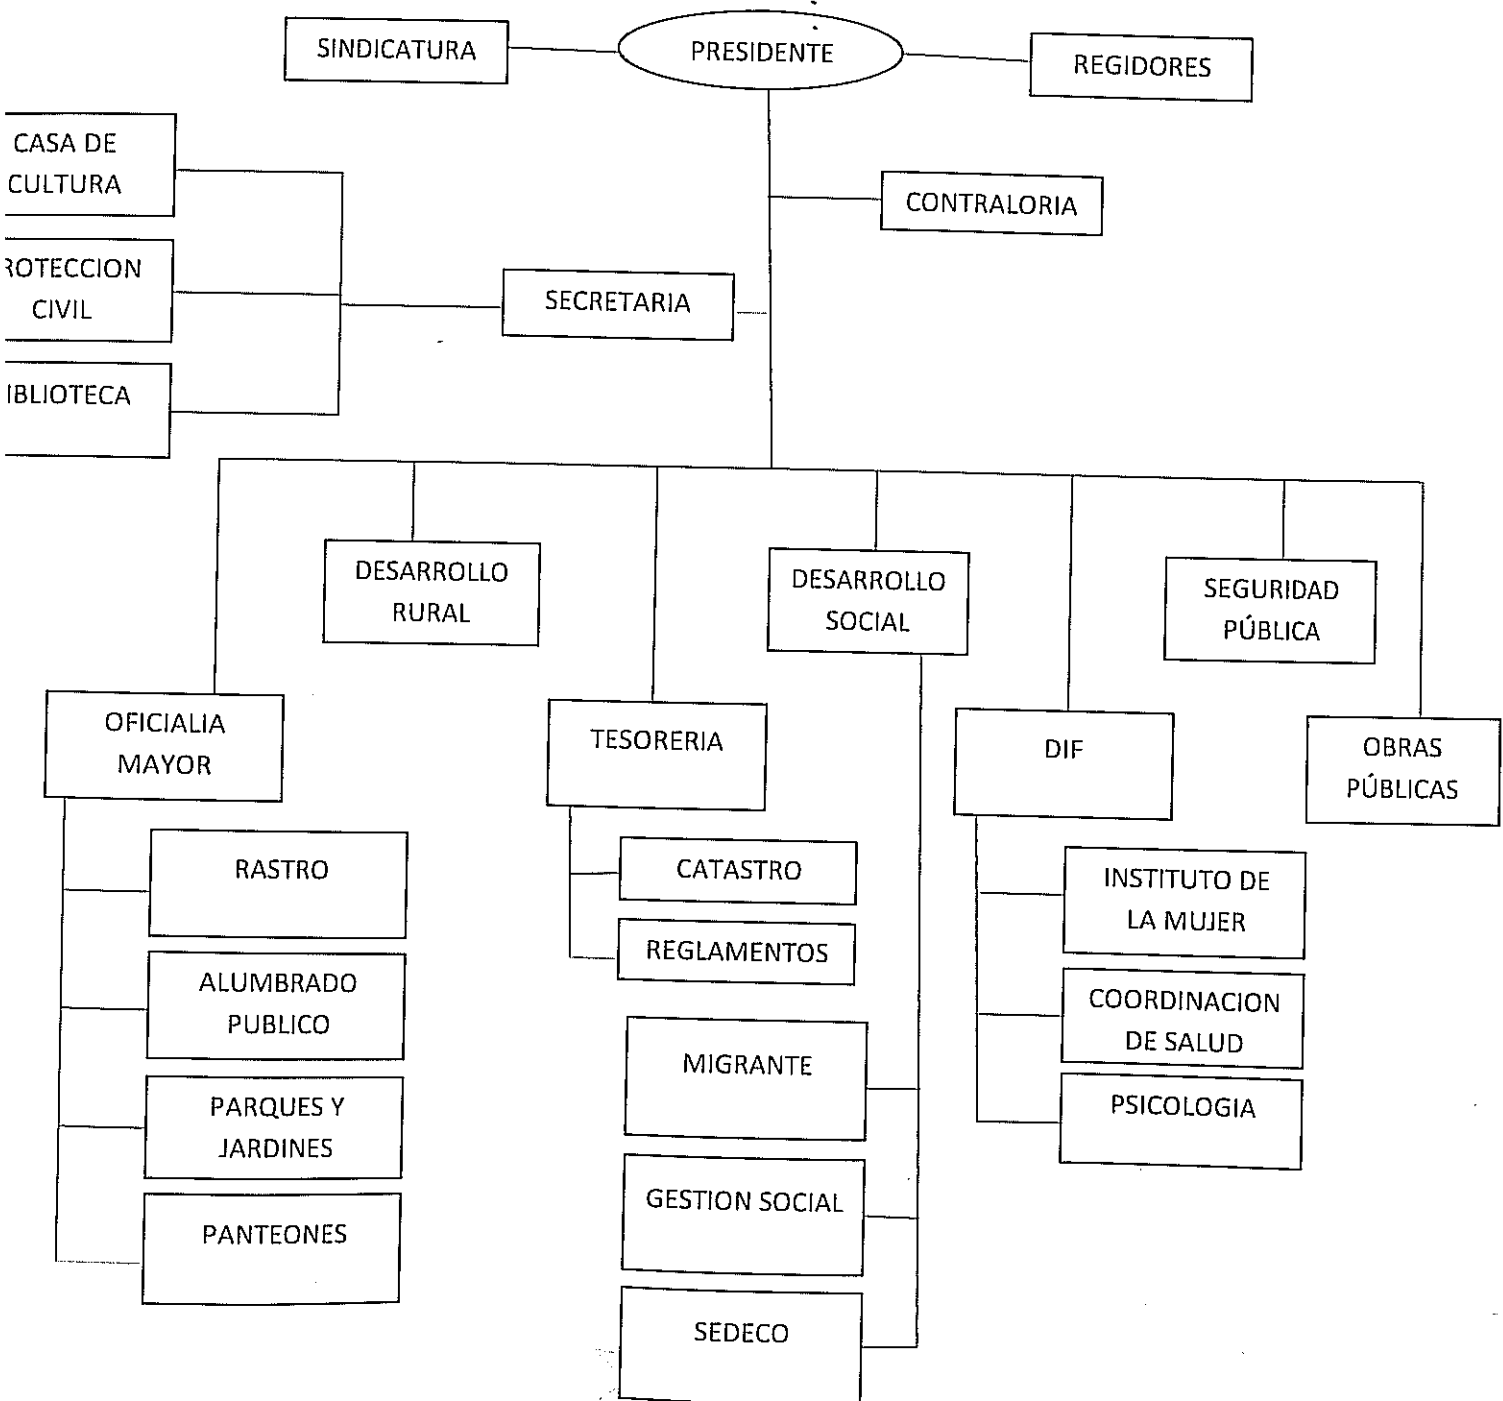 SINDICATURA
PRESIDENTE
REGIDORES
CASA DE
CULTURA
CONTRALORIA
ROTECCION
CIVIL
SECRETARIA
IBLIOTECA
DESARROLLO
RURAL
DESARROLLO
SOCIAL
SEGURIDAD
PÚBLICA
OFICIALIA
MAYOR
TESORERIA
DIF
OBRAS
PÚBLICAS
RASTRO
CATASTRO
INSTITUTO DE
LA MUJER
REGLAMENTOS
ALUMBRADO
PUBLICO
COORDINACION
DE SALUD
MIGRANTE
PARQUES Y
JARDINES
PSICOLOGIA
GESTION SOCIAL
PANTEONES
SEDECO